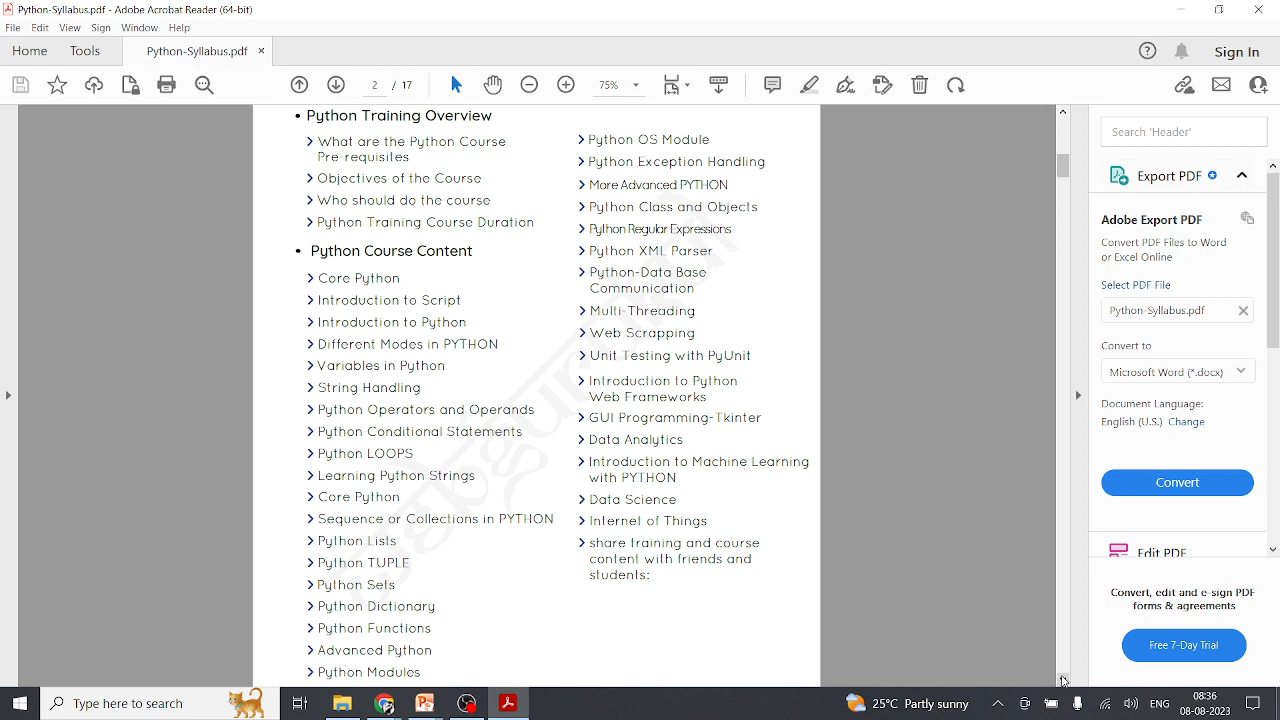 Python-Syllabus.pdf - Adobe Acrobat Reader (64-bit)
File Edit View Sign Window Help
Home Tools Python-Syllabus.pdf × Sign In
2 / 17 75%
• Python Training Overview
What are the Python Course
Pre-requisites
Objectives of the Course
Who should do the course
Python Training Course Duration
• Python Course Content
Core Python
Introduction to Script
Introduction to Python
Different Modes in PYTHON
Variables in Python
String Handling
Python Operators and Operands
Python Conditional Statements
Python LOOPS
Learning Python Strings
Core Python
Sequence or Collections in PYTHON
Python Lists
Python TUPLE
Python Sets
Python Dictionary
Python Functions
Advanced Python
Python Modules
Python OS Module
Python Exception Handling
More Advanced PYTHON
Python Class and Objects
Python Regular Expressions
Python XML Parser
Python-Data Base
Communication
Multi-Threading
Web Scrapping
Unit Testing with PyUnit
Introduction to Python
Web Frameworks
GUI Programming-Tkinter
Data Analytics
Introduction to Machine Learning
with PYTHON
Data Science
Internet of Things
share training and course
content with friends and
students:
Search 'Header'
Export PDF
Adobe Export PDF
Convert PDF Files to Word
or Excel Online
Select PDF File
Python-Syllabus.pdf
Convert to
Microsoft Word (*.docx)
Document Language:
English (U.S.) Change
Convert
Edit PDF
Convert, edit and e-sign PDF
forms & agreements
Free 7-Day Trial
Type here to search
25°C Partly sunny
ENG
08:36
08-08-2023